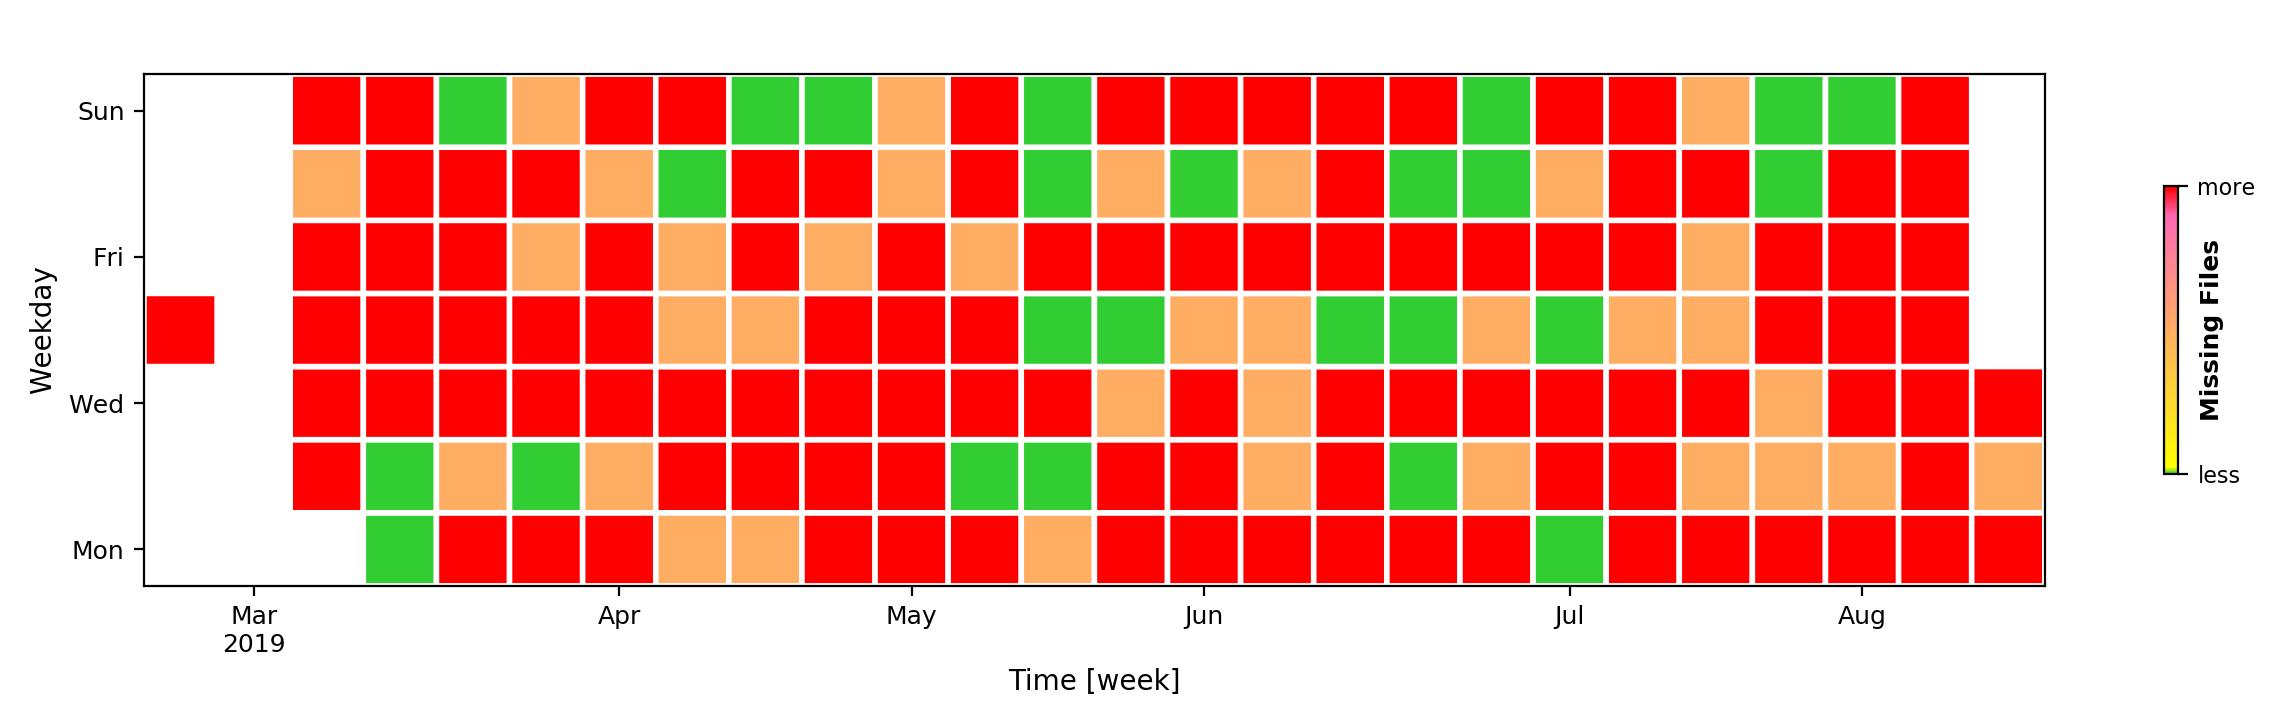 Sun
Fri
Wed
Mon
Weekday
Mar
2019
Apr
May
Jun
Jul
Aug
Time [week]
more
Missing Files
less